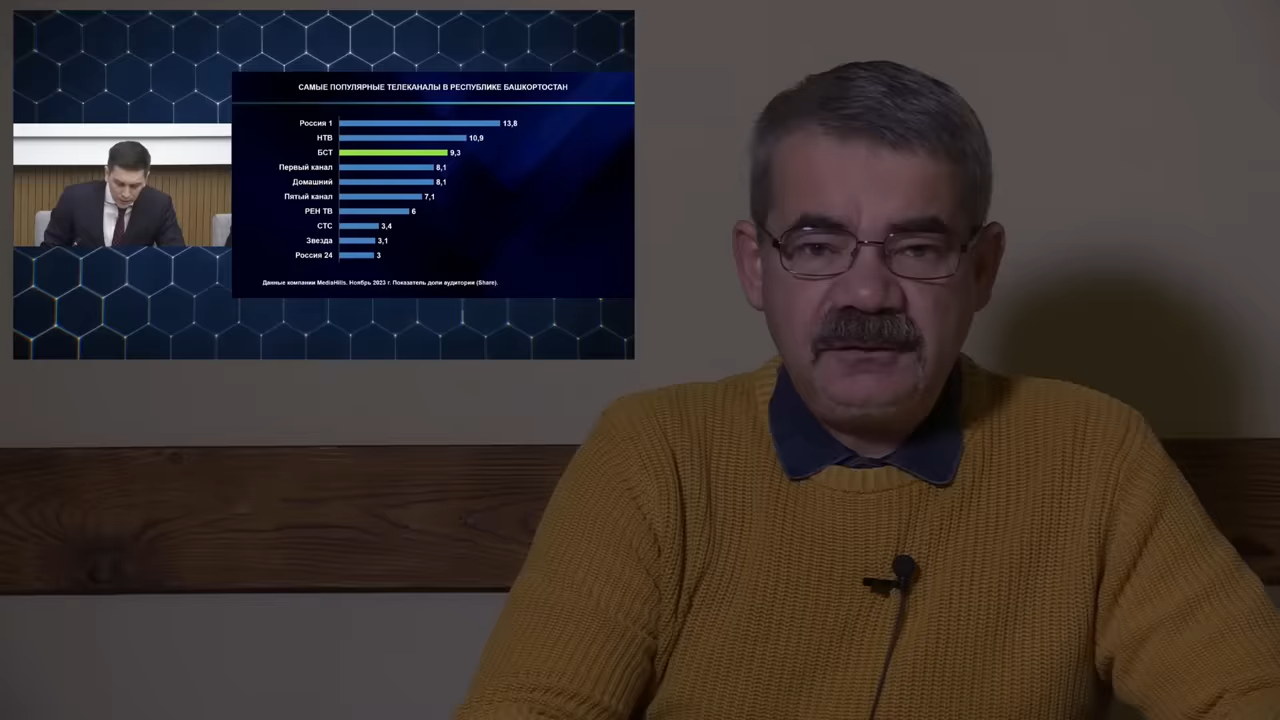 САМЫЕ ПОПУЛЯРНЫЕ ТЕЛЕКАНАЛЫ В РЕСПУБЛИКЕ БАШКОРТОСТАН
Россия 1 13,8
НТВ 10,9
БСТ 9,3
Первый канал 8,1
Домашний 8,1
Пятый канал 7,1
РЕН ТВ 6
СТС 3,4
Звезда 3,1
Россия 24 3
Данные компании MediaHills. Ноябрь 2023 г. Показатель доли аудитории (Share).